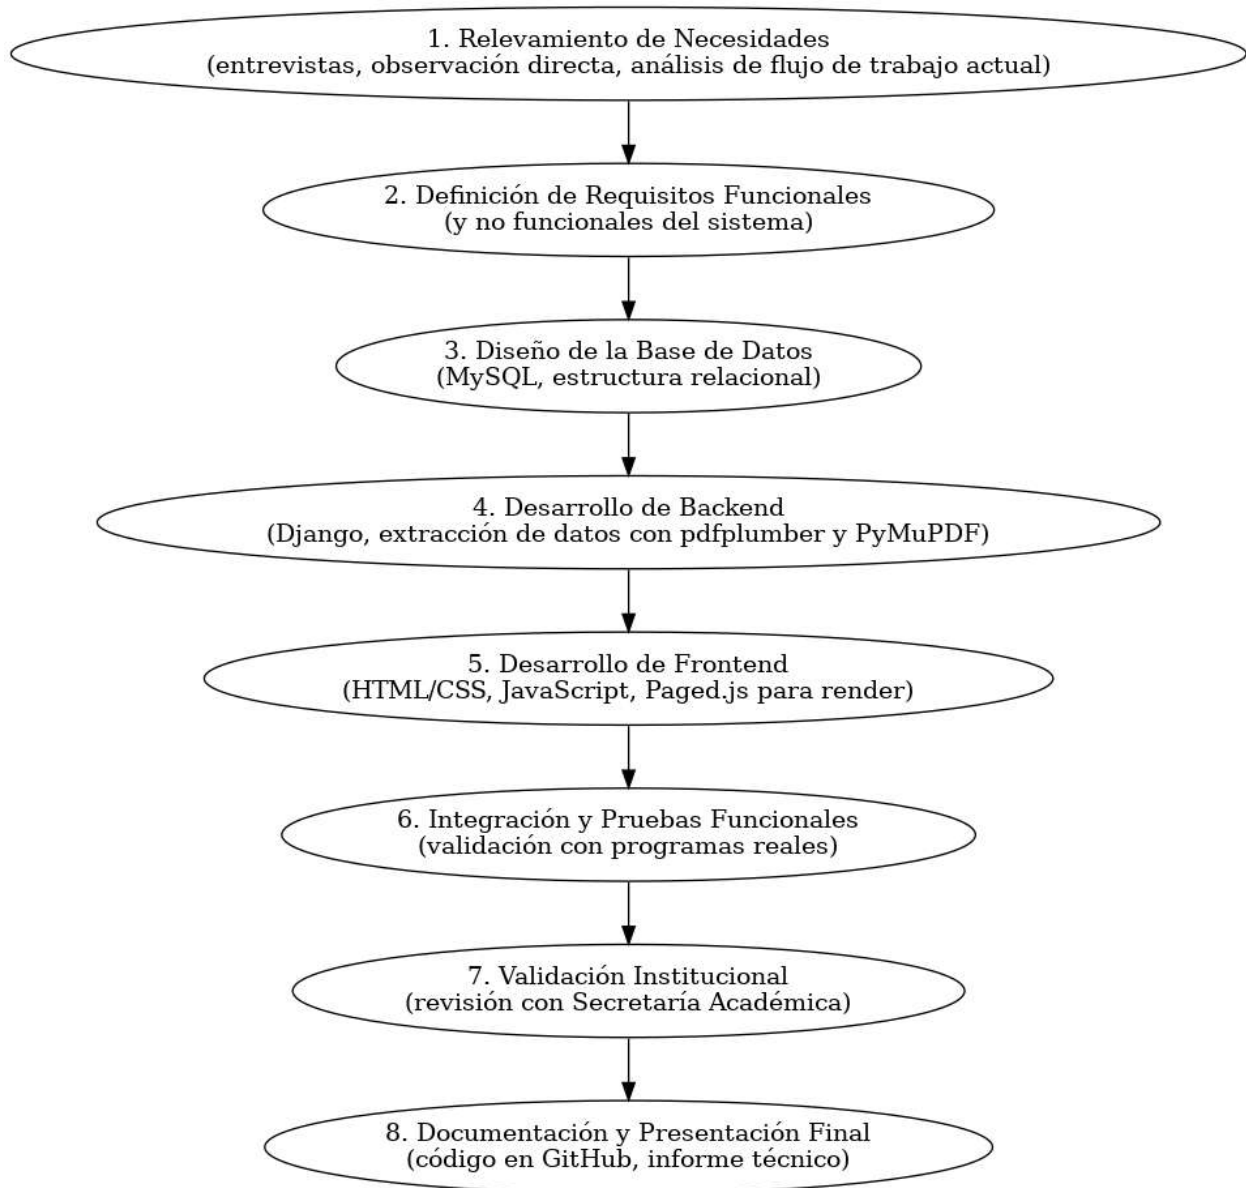 1. Relevamiento de Necesidades
(entrevistas, observación directa, análisis de flujo de trabajo actual)
2. Definición de Requisitos Funcionales
(y no funcionales del sistema)
3. Diseño de la Base de Datos
(MySQL, estructura relacional)
4. Desarrollo de Backend
(Django, extracción de datos con pdfplumber y PyMuPDF)
5. Desarrollo de Frontend
(HTML/CSS, JavaScript, Paged.js para render)
6. Integración y Pruebas Funcionales
(validación con programas reales)
7. Validación Institucional
(revisión con Secretaría Académica)
8. Documentación y Presentación Final
(código en GitHub, informe técnico)